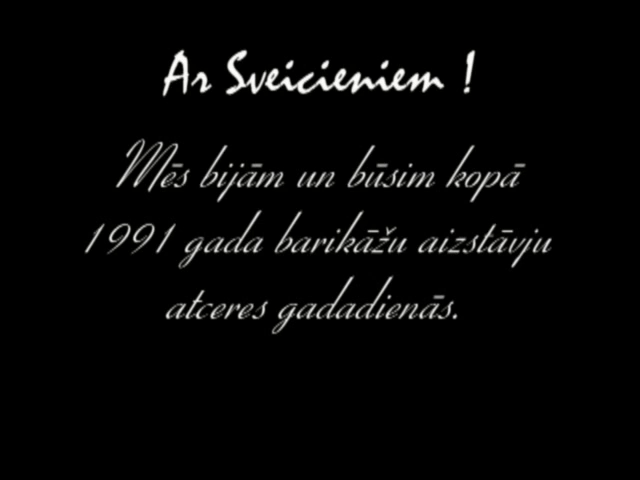 Ar Sveicieniem !
Mēs bijām un būsim kopā
1991 gada barikāžu aizstāvju
atceres gadadienās.